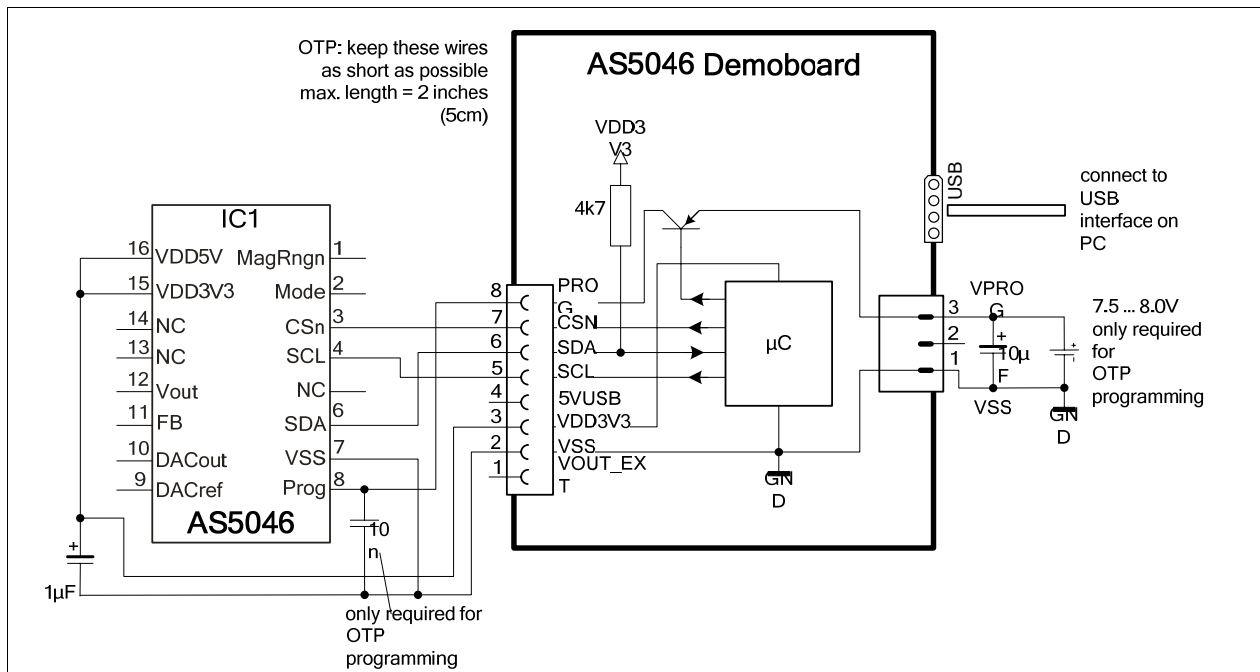 OTP: keep these wires
as short as possible
max. length = 2 inches
(5cm)
AS5046 Demoboard
VDD3
V3
4k7
USB
connect to
USB
interface on
PC
IC1
16 VDD5V MagRngn 1
15 VDD3V3 Mode 2
14 NC CSn 3
13 NC SCL 4
12 Vout NC
11 FB SDA 6
10 DACout VSS 7
9 DACref Prog 8
AS5046
8 PRO
G
7 CSN
6 SDA
5 SCL
4 5VUSB
3 VDD3V3
2 VSS
1 VOUT_EX
T
µC
GN
D
3 VPRO
G
2
1
+
10µ
F
VSS
+
-
GN
D
7.5 ... 8.0V
only required
for
OTP
programming
+
1µF
10
n
only required for
OTP
programming